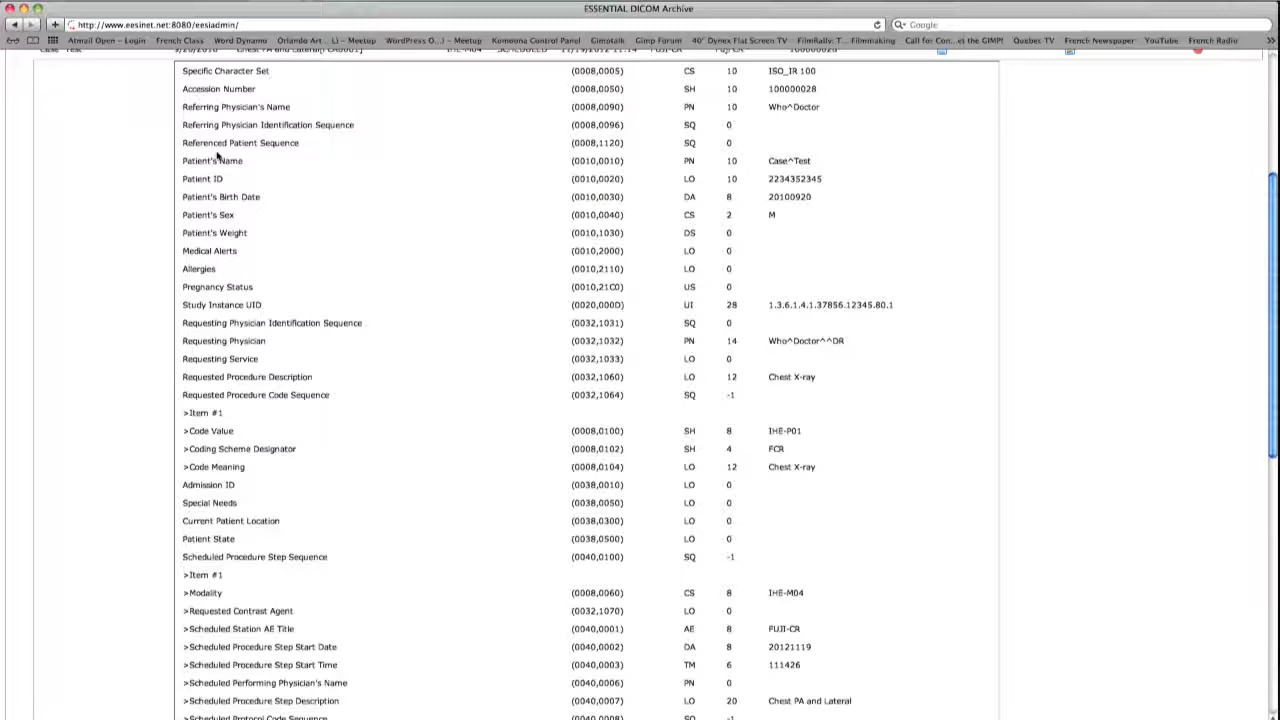 ESSENTIAL DICOM Archive
http://www.eesinet.net:8080/eesiadmin/ Google
Atmail Open – Login French Class Word Dynamo Orlando Art...L) – Meetup WordPress O...) – Meetup Komouna Control Panel Gimptalk Gimp Forum 40" Dynex Flat Screen TV FilmRally: T... Filmmaking Call for Con...et the GIMP! Quebec TV French Newspaper YouTube French Radio
Specific Character Set (0008,0005) CS 10 ISO_IR 100
Accession Number (0008,0050) SH 10 100000028
Referring Physician's Name (0008,0090) PN 10 Who^Doctor
Referring Physician Identification Sequence (0008,0096) SQ 0
Referenced Patient Sequence (0008,1120) SQ 0
Patient's Name (0010,0010) PN 10 Case^Test
Patient ID (0010,0020) LO 10 2234352345
Patient's Birth Date (0010,0030) DA 8 20100920
Patient's Sex (0010,0040) CS 2 M
Patient's Weight (0010,1030) DS 0
Medical Alerts (0010,2000) LO 0
Allergies (0010,2110) LO 0
Pregnancy Status (0010,21C0) US 0
Study Instance UID (0020,000D) UI 28 1.3.6.1.4.1.37856.12345.80.1
Requesting Physician Identification Sequence (0032,1031) SQ 0
Requesting Physician (0032,1032) PN 14 Who^Doctor^^DR
Requesting Service (0032,1033) LO 0
Requested Procedure Description (0032,1060) LO 12 Chest X-ray
Requested Procedure Code Sequence (0032,1064) SQ -1
>Item #1
>Code Value (0008,0100) SH 8 IHE-P01
>Coding Scheme Designator (0008,0102) SH 4 FCR
>Code Meaning (0008,0104) LO 12 Chest X-ray
Admission ID (0038,0010) LO 0
Special Needs (0038,0050) LO 0
Current Patient Location (0038,0300) LO 0
Patient State (0038,0500) LO 0
Scheduled Procedure Step Sequence (0040,0100) SQ -1
>Item #1
>Modality (0008,0060) CS 8 IHE-M04
>Requested Contrast Agent (0032,1070) LO 0
>Scheduled Station AE Title (0040,0001) AE 8 FUJI-CR
>Scheduled Procedure Step Start Date (0040,0002) DA 8 20121119
>Scheduled Procedure Step Start Time (0040,0003) TM 6 111426
>Scheduled Performing Physician's Name (0040,0006) PN 0
>Scheduled Procedure Step Description (0040,0007) LO 20 Chest PA and Lateral
>Scheduled Protocol Code Sequence (0040,0008) SQ -1